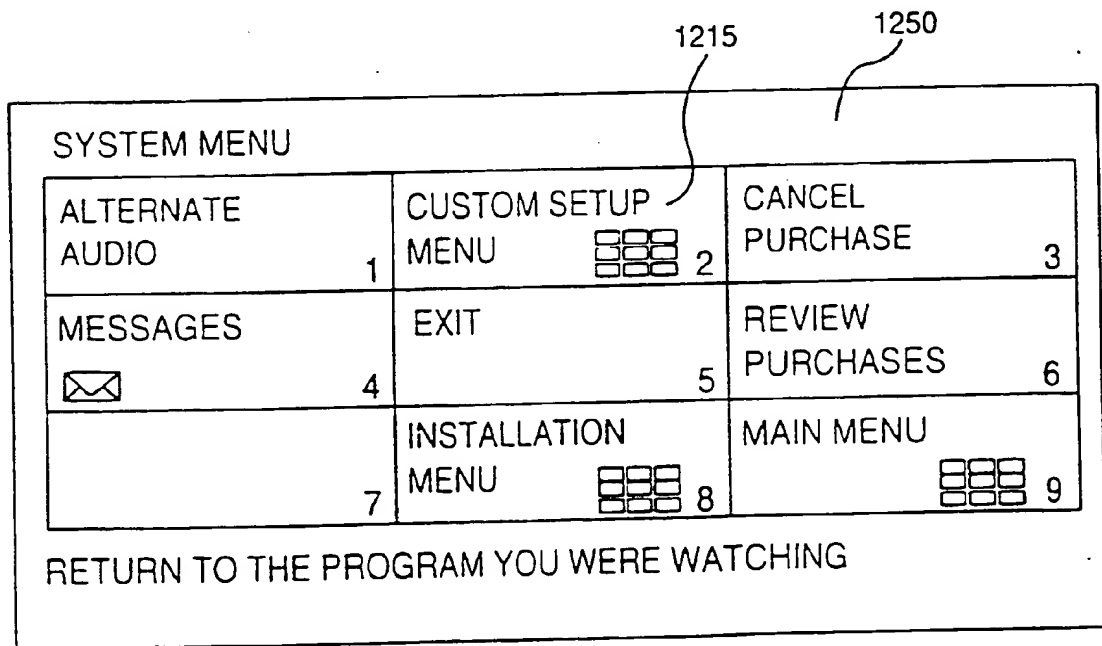 1215
1250
SYSTEM MENU
ALTERNATE
AUDIO
1
CUSTOM SETUP
MENU
2
CANCEL
PURCHASE
3
MESSAGES
4
EXIT
5
REVIEW
PURCHASES
6
7
INSTALLATION
MENU
8
MAIN MENU
9
RETURN TO THE PROGRAM YOU WERE WATCHING